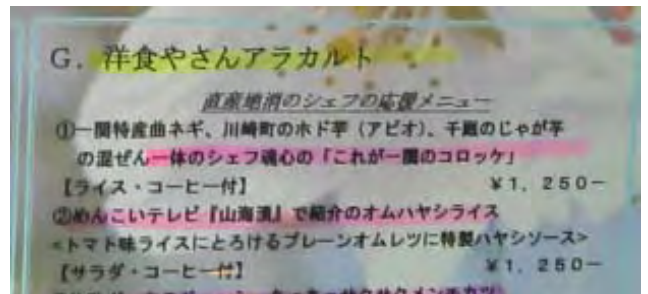 G．洋食やさんアラカルト
直産地消のシェフの応援メニュー
①一関特産曲ネギ、川崎町のホド芋（アピオ）、千厩のじゃが芋
の混ぜん一体のシェフ魂心の「これが一関のコロッケ」
【ライス・コーヒー付】 ￥1，250－
②めんこいテレビ『山海漬』で紹介のオムハヤシライス
<トマト味ライスにとろけるプレーンオムレツに特製ハヤシソース>
【サラダ・コーヒー付】 ￥1，250－